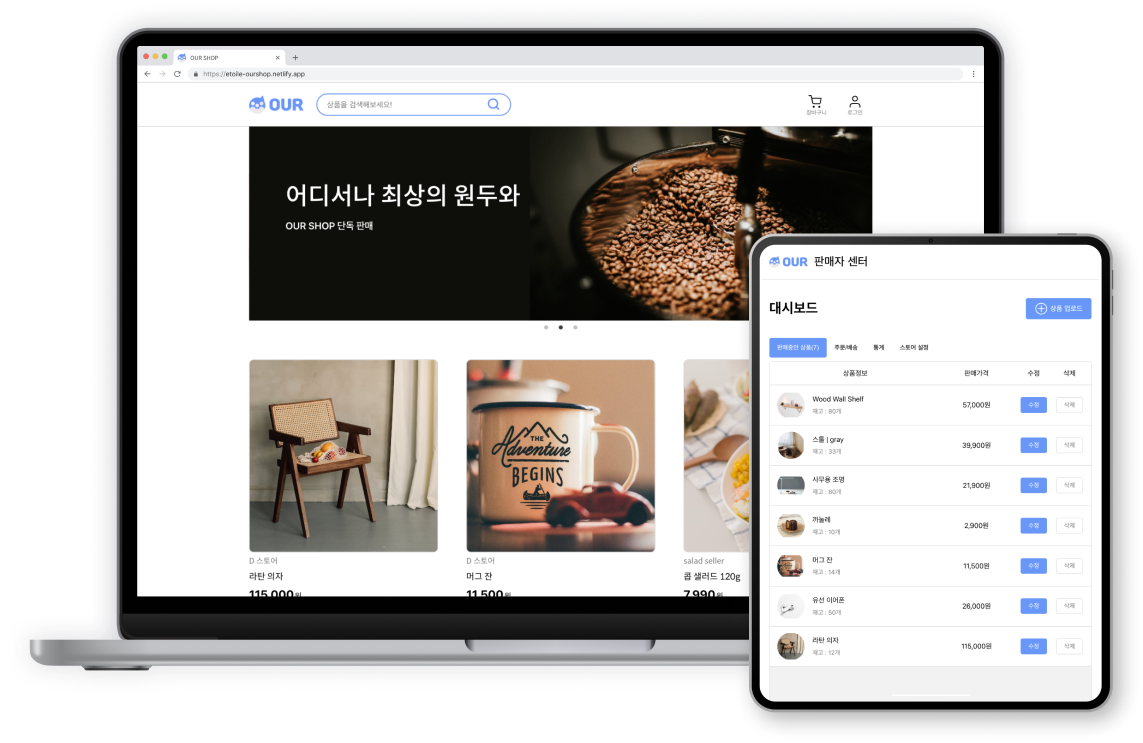 OUR SHOP
https://etoile-ourshop.netlify.app
OUR
상품을 검색해보세요!
장바구니
로그인
어디서나 최상의 원두와
OUR SHOP 단독 판매
THE
Adventure
BEGINS
D 스토어
라탄 의자
115,000원
D 스토어
머그 잔
11,500원
salad seller
콥 샐러드 120g
7,990원
OUR 판매자 센터
대시보드
상품 업로드
판매중인 상품(7) 주문/배송 통계 스토어 설정
상품정보 판매가격 수정 삭제
Wood Wall Shelf
재고 : 80개
57,000원 수정 삭제
스툴 | gray
재고 : 33개
39,900원 수정 삭제
사무용 조명
재고 : 80개
21,900원 수정 삭제
까눌레
재고 : 10개
2,900원 수정 삭제
머그 잔
재고 : 14개
11,500원 수정 삭제
유선 이어폰
재고 : 50개
26,000원 수정 삭제
라탄 의자
재고 : 12개
115,000원 수정 삭제